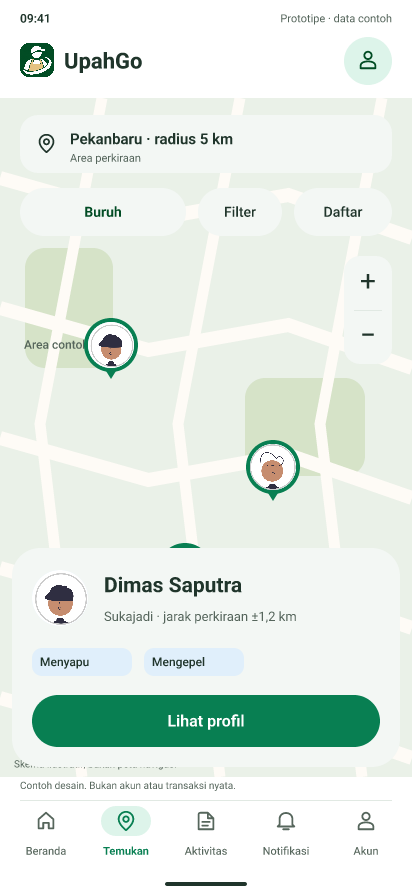 09:41
Prototipe · data contoh
UpahGo
Pekanbaru · radius 5 km
Area perkiraan
Buruh
Filter
Daftar
+
−
Area contoh
Dimas Saputra
Sukajadi · jarak perkiraan ±1,2 km
Menyapu
Mengepel
Lihat profil
Contoh desain. Bukan akun atau transaksi nyata.
Beranda
Temukan
Aktivitas
Notifikasi
Akun